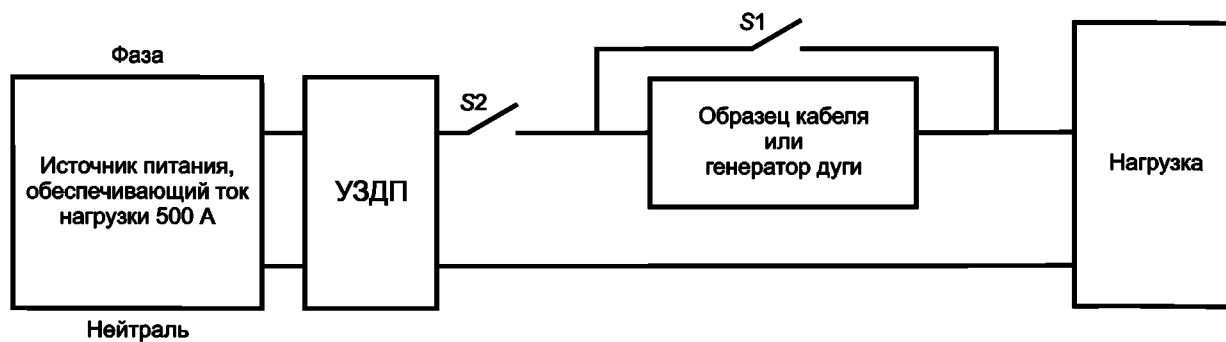 Фаза
Источник питания,
обеспечивающий ток
нагрузки 500 А
Нейтраль
УЗДП
S2
S1
Образец кабеля
или
генератор дуги
Нагрузка